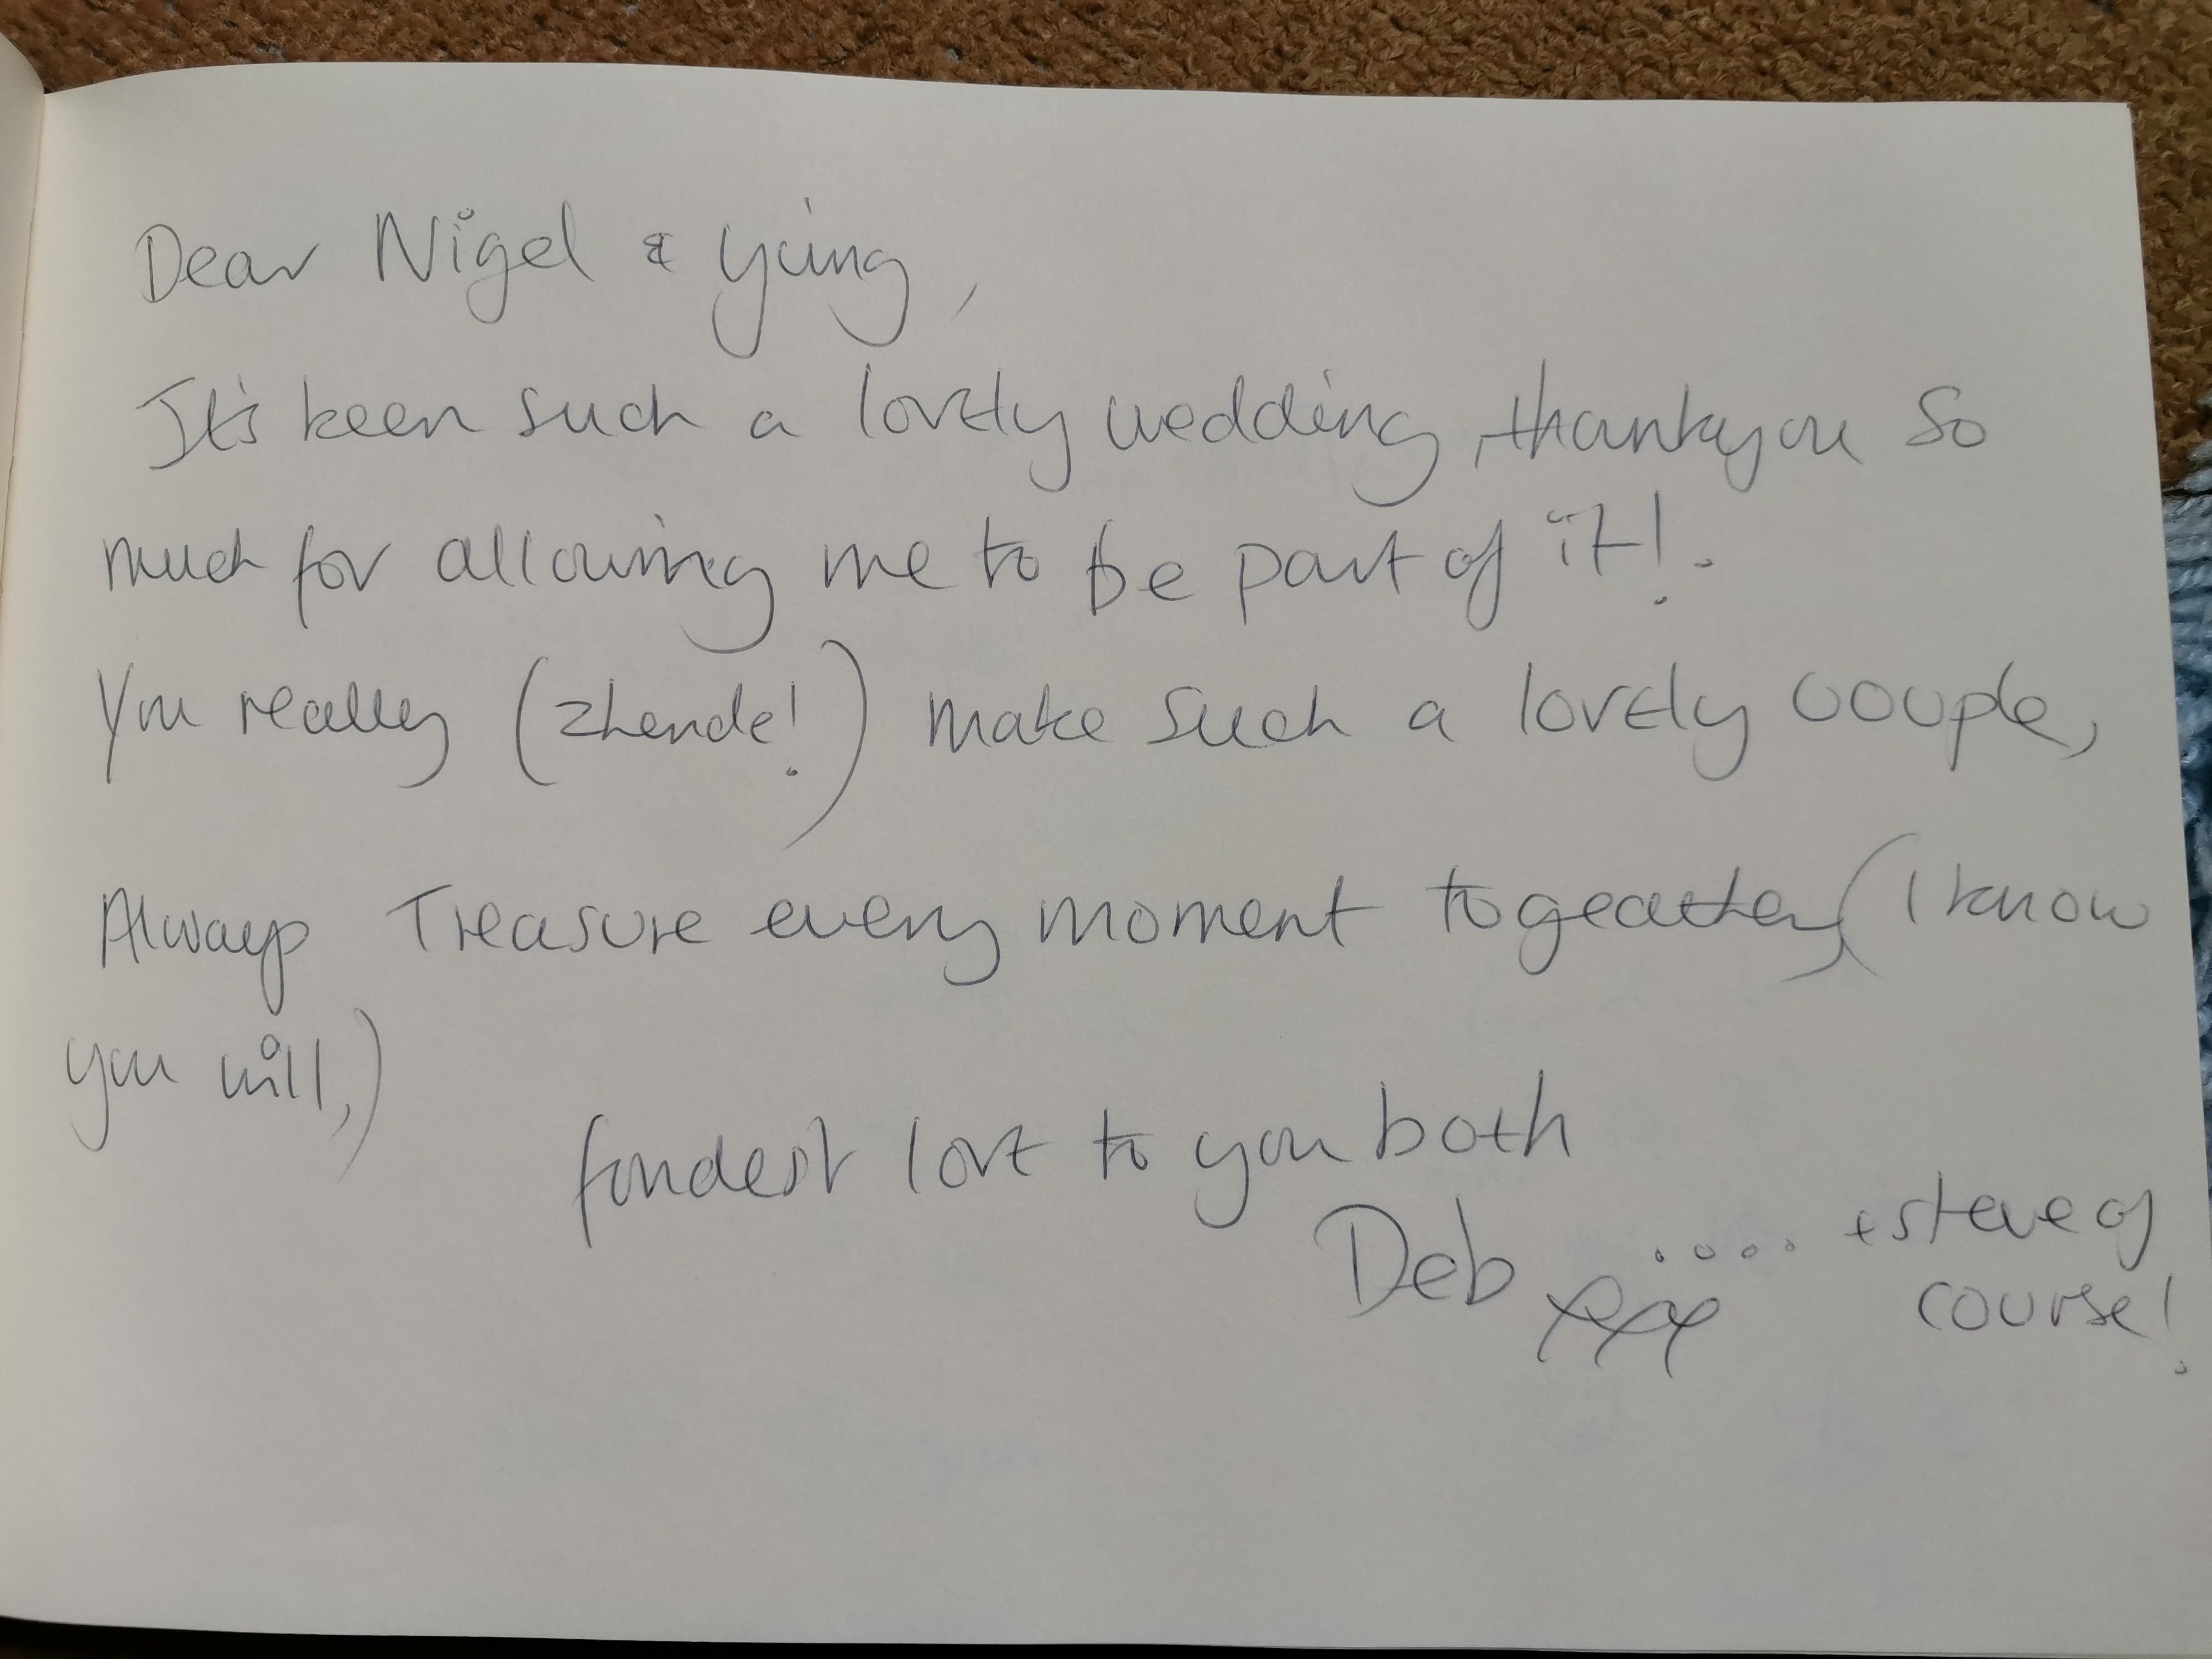 Dear Nigel & Ying,
It's been such a lovely wedding, thankyou so
much for allowing me to be part of it!.
You really (zhende!) make such a lovely couple,
Always Treasure every moment togeather, (I know
you will,)
fondest love to you both
Deb xxx .... + steve of
course!